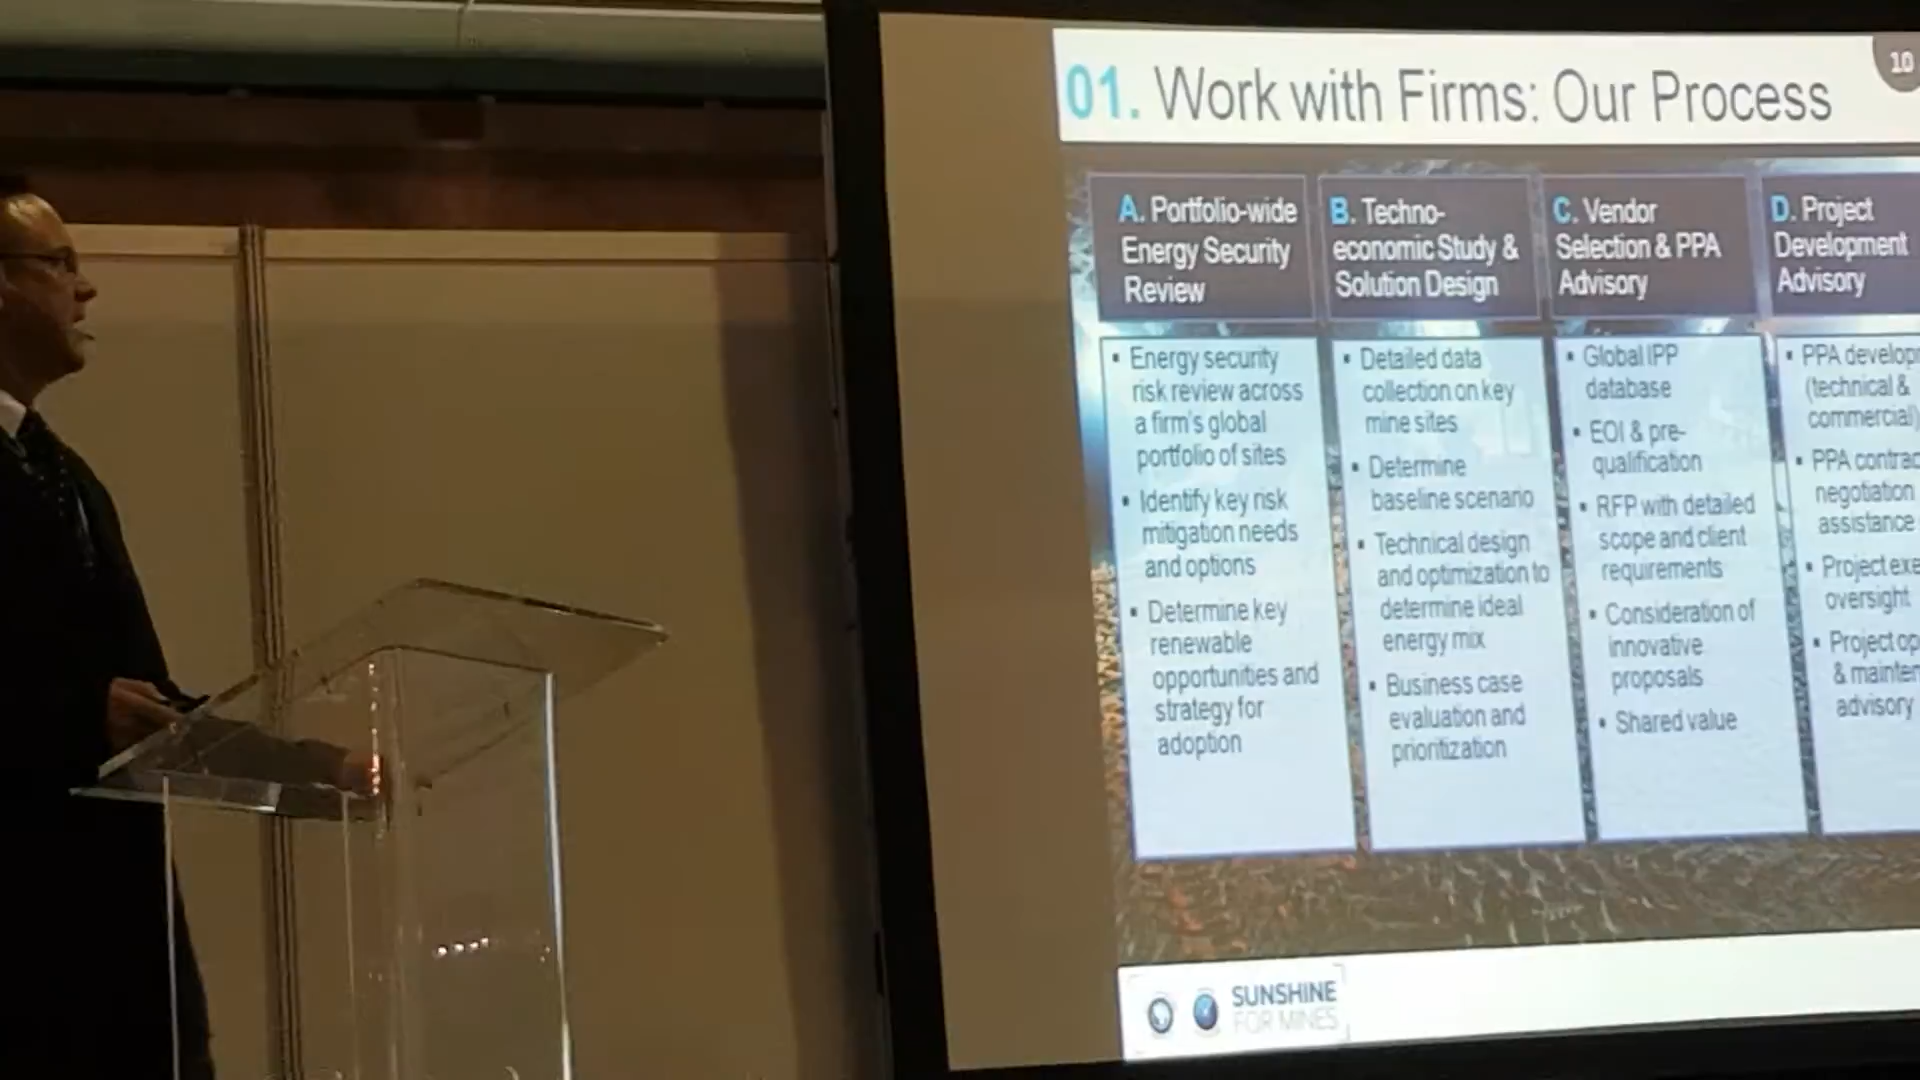 10
01. Work with Firms: Our Process
A. Portfolio-wide
Energy Security
Review
▪ Energy security
risk review across
a firm's global
portfolio of sites
▪ Identify key risk
mitigation needs
and options
▪ Determine key
renewable
opportunities and
strategy for
adoption
B. Techno-
economic Study &
Solution Design
▪ Detailed data
collection on key
mine sites
▪ Determine
baseline scenario
▪ Technical design
and optimization to
determine ideal
energy mix
▪ Business case
evaluation and
prioritization
C. Vendor
Selection & PPA
Advisory
▪ Global IPP
database
▪ EOI & pre-
qualification
▪ RFP with detailed
scope and client
requirements
▪ Consideration of
innovative
proposals
▪ Shared value
D. Project
Development
Advisory
▪ PPA
(technical &
commercial)
▪ PPA
negotiation
assistance
▪ Project
oversight
▪ Project
&
advisory
SUNSHINE
FOR MINES